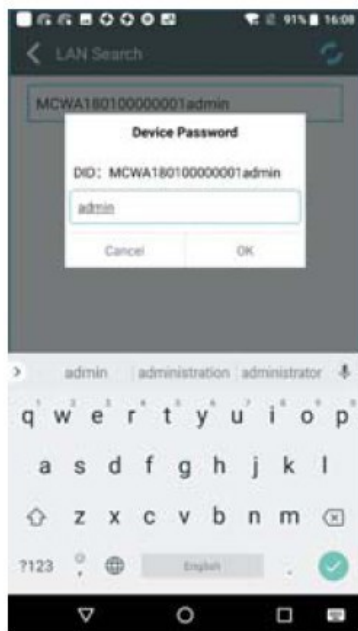 91% 16:08
LAN Search
MCWA180100000001admin
Device Password
DID: MCWA180100000001admin
admin
Cancel OK
admin administration administrator
q w e r t y u i o p
a s d f g h j k l
z x c v b n m
?123 , English .